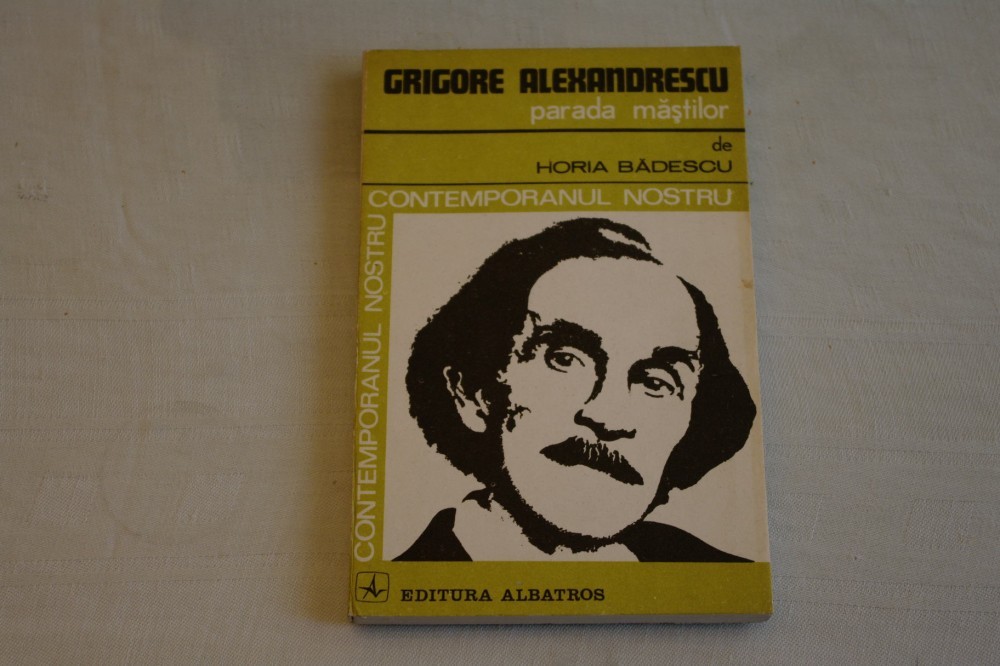 GRIGORE ALEXANDRESCU
parada măştilor
de
HORIA BĂDESCU
CONTEMPORANUL NOSTRU
CONTEMPORANUL NOSTRU
EDITURA ALBATROS